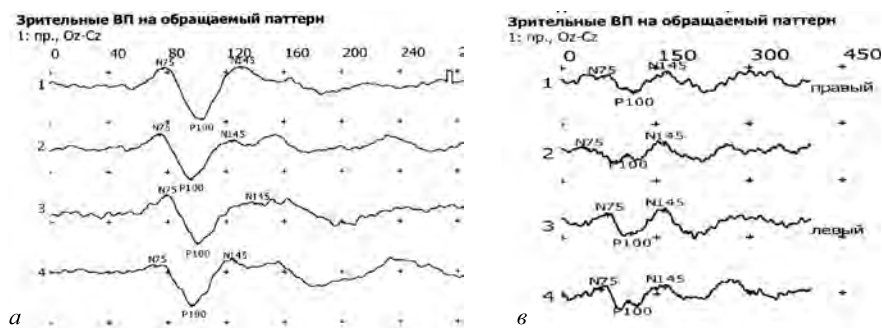 Зрительные ВП на обращаемый паттерн
1: пр., Oz-Cz
0 40 80 120 160 200 240
N75 N145
1
P100
N75 N145
2
P100
N75 N145
3
P100
N75 N145
4
P100
а
Зрительные ВП на обращаемый паттерн
1: пр., Oz-Cz
0 150 300 450
N75 N145
1 правый
P100
N75 N145
2
P100
N75 N145
3 левый
P100
N75 N145
4
P100
в